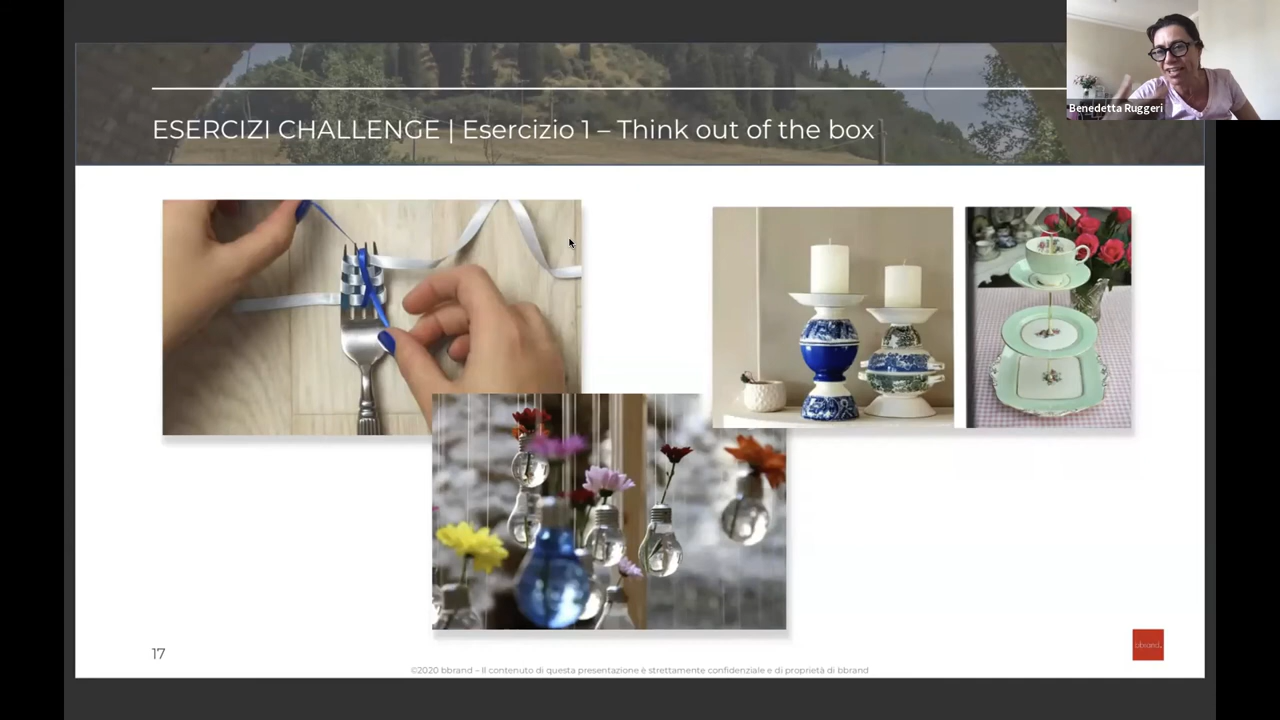 Benedetta Ruggeri
ESERCIZI CHALLENGE | Esercizio 1 – Think out of the box
17
bbrand.
©2020 bbrand – Il contenuto di questa presentazione è strettamente confidenziale e di proprietà di bbrand